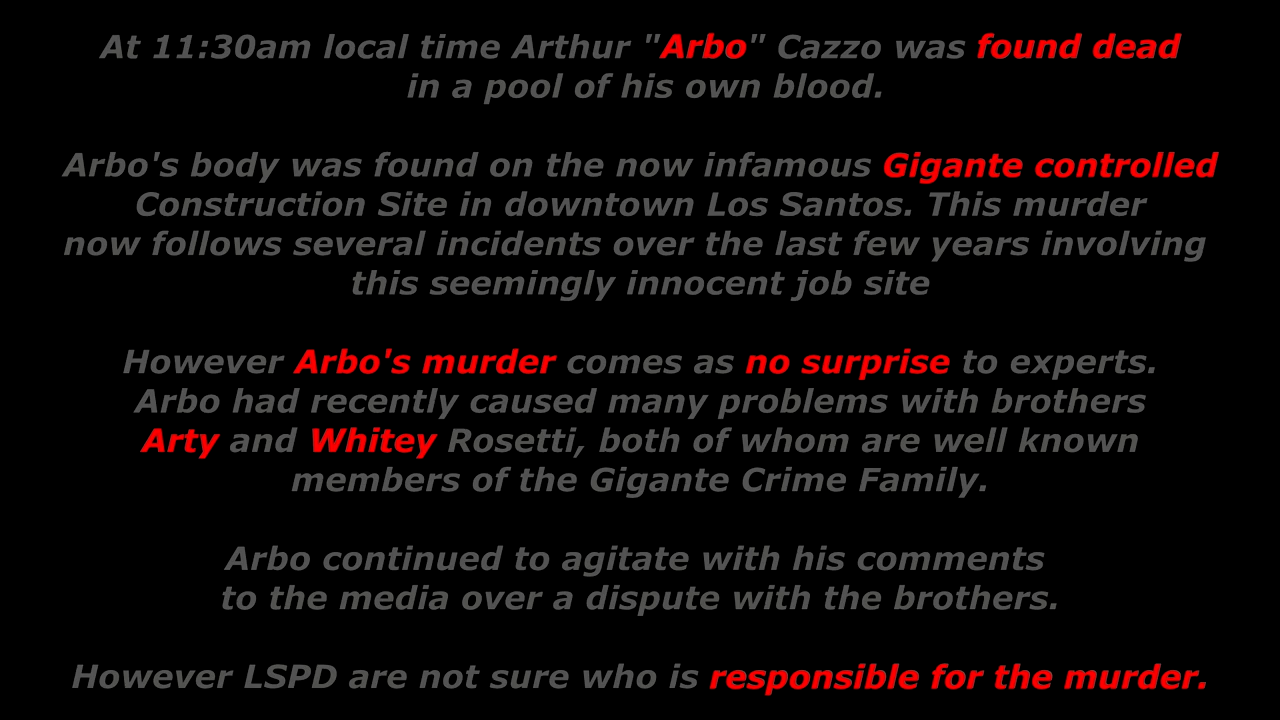 At 11:30am local time Arthur "Arbo" Cazzo was found dead
in a pool of his own blood.
Arbo's body was found on the now infamous Gigante controlled
Construction Site in downtown Los Santos. This murder
now follows several incidents over the last few years involving
this seemingly innocent job site
However Arbo's murder comes as no surprise to experts.
Arbo had recently caused many problems with brothers
Arty and Whitey Rosetti, both of whom are well known
members of the Gigante Crime Family.
Arbo continued to agitate with his comments
to the media over a dispute with the brothers.
However LSPD are not sure who is responsible for the murder.